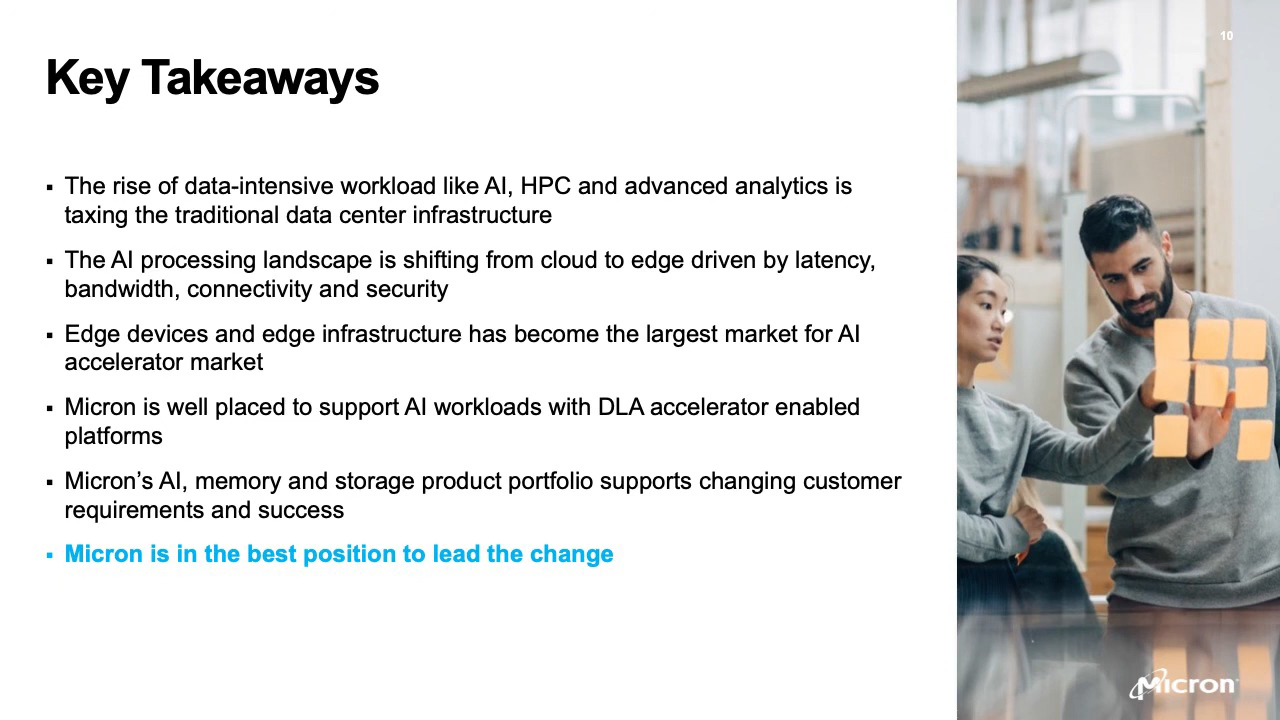 10
Key Takeaways
▪ The rise of data-intensive workload like AI, HPC and advanced analytics is
taxing the traditional data center infrastructure
▪ The AI processing landscape is shifting from cloud to edge driven by latency,
bandwidth, connectivity and security
▪ Edge devices and edge infrastructure has become the largest market for AI
accelerator market
▪ Micron is well placed to support AI workloads with DLA accelerator enabled
platforms
▪ Micron’s AI, memory and storage product portfolio supports changing customer
requirements and success
▪ Micron is in the best position to lead the change
Micron